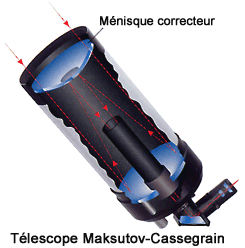 Ménisque correcteur
Télescope Maksutov-Cassegrain